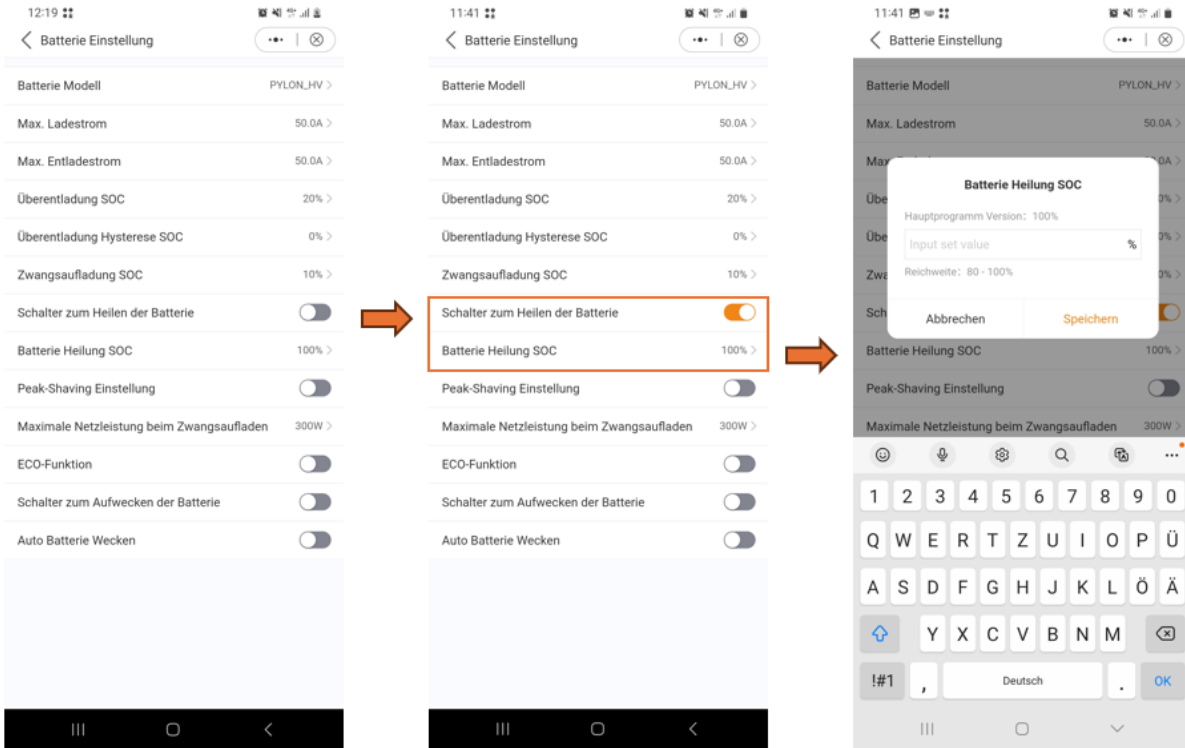 12:19
Batterie Einstellung
Batterie Modell PYLON_HV
Max. Ladestrom 50.0A
Max. Entladestrom 50.0A
Überentladung SOC 20%
Überentladung Hysterese SOC 0%
Zwangsaufladung SOC 10%
Schalter zum Heilen der Batterie
Batterie Heilung SOC 100%
Peak-Shaving Einstellung
Maximale Netzleistung beim Zwangsaufladen 300W
ECO-Funktion
Schalter zum Aufwecken der Batterie
Auto Batterie Wecken
11:41
Batterie Einstellung
Batterie Modell PYLON_HV
Max. Ladestrom 50.0A
Max. Entladestrom 50.0A
Überentladung SOC 20%
Überentladung Hysterese SOC 0%
Zwangsaufladung SOC 10%
Schalter zum Heilen der Batterie
Batterie Heilung SOC 100%
Peak-Shaving Einstellung
Maximale Netzleistung beim Zwangsaufladen 300W
ECO-Funktion
Schalter zum Aufwecken der Batterie
Auto Batterie Wecken
11:41
Batterie Einstellung
Batterie Modell PYLON_HV
Max. Ladestrom 50.0A
Max
Batterie Heilung SOC
Hauptprogramm Version: 100%
Input set value %
Reichweite: 80 - 100%
Abbrechen Speichern
Übe
Übe
Zwa
Sch
Batterie Heilung SOC 100%
Peak-Shaving Einstellung
Maximale Netzleistung beim Zwangsaufladen 300W
1 2 3 4 5 6 7 8 9 0
Q W E R T Z U I O P Ü
A S D F G H J K L Ö Ä
Y X C V B N M
!#1 , Deutsch . OK